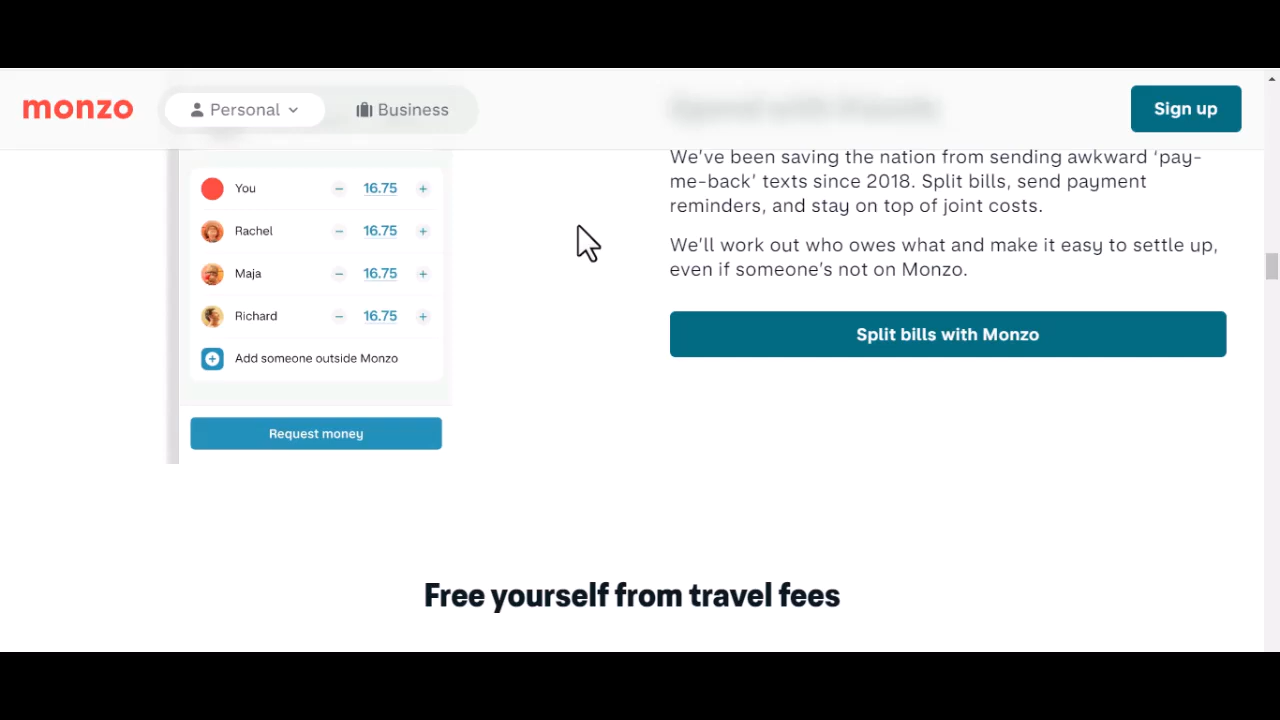 monzo
Personal
Business
Sign up
You
16.75
Rachel
16.75
Maja
16.75
Richard
16.75
Add someone outside Monzo
Request money
We’ve been saving the nation from sending awkward ‘pay-
me-back’ texts since 2018. Split bills, send payment
reminders, and stay on top of joint costs.
We’ll work out who owes what and make it easy to settle up,
even if someone’s not on Monzo.
Split bills with Monzo
Free yourself from travel fees